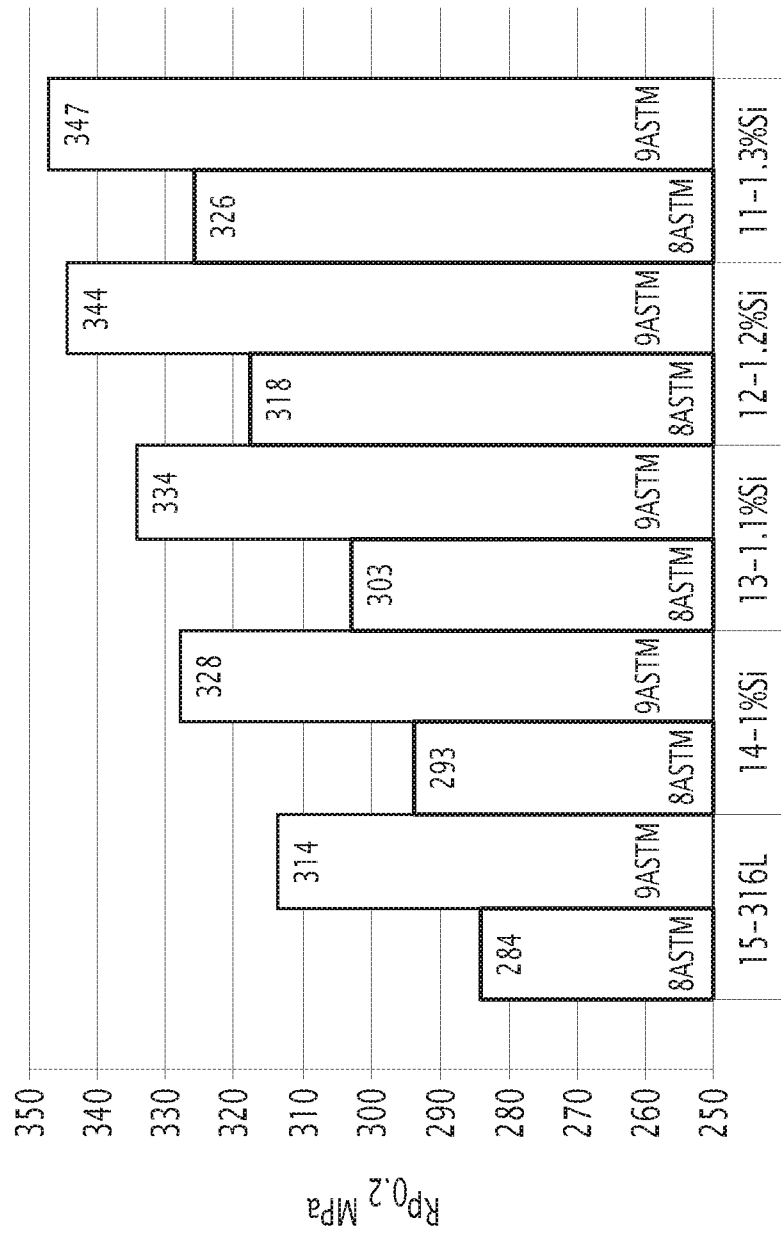 Rp0.2 MPa
350
340
330
320
310
300
290
280
270
260
250
284
8ASTM
314
9ASTM
293
8ASTM
328
9ASTM
303
8ASTM
334
9ASTM
318
8ASTM
344
9ASTM
326
8ASTM
347
9ASTM
15-316L
14-1%Si
13-1.1%Si
12-1.2%Si
11-1.3%Si